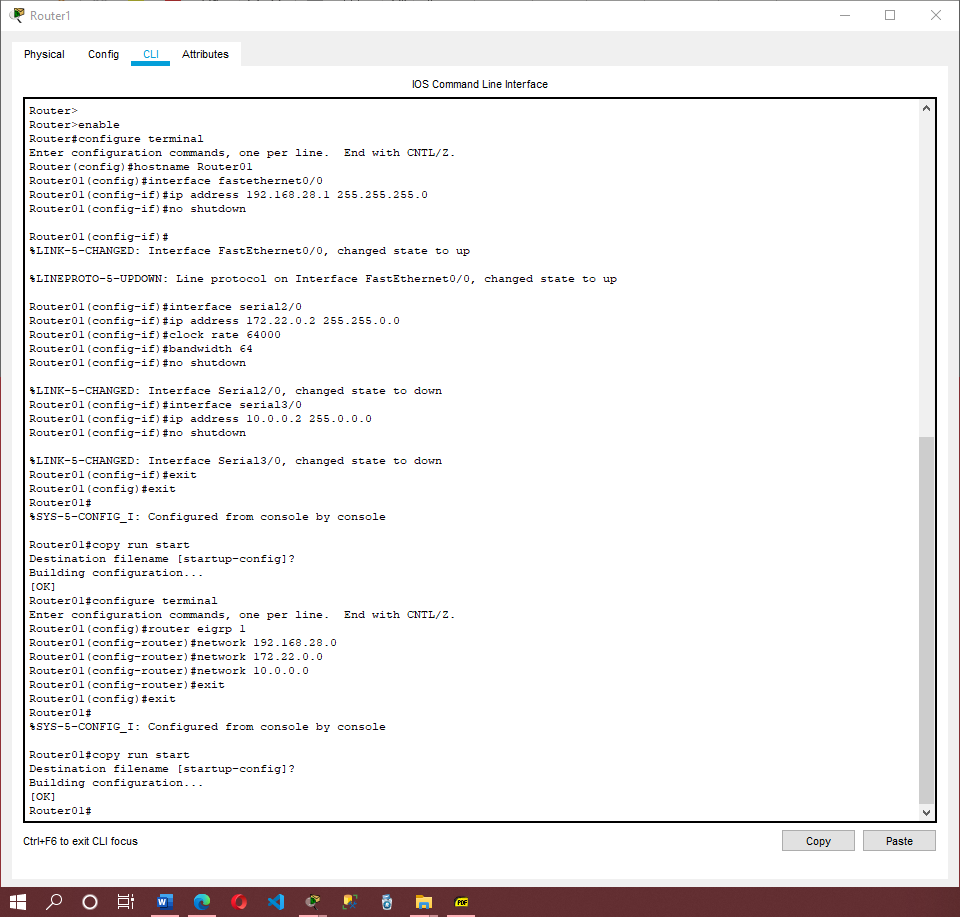 Router1
Physical Config CLI Attributes
IOS Command Line Interface
Router>
Router>enable
Router#configure terminal
Enter configuration commands, one per line.  End with CNTL/Z.
Router(config)#hostname Router01
Router01(config)#interface fastethernet0/0
Router01(config-if)#ip address 192.168.28.1 255.255.255.0
Router01(config-if)#no shutdown
Router01(config-if)#
%LINK-5-CHANGED: Interface FastEthernet0/0, changed state to up
%LINEPROTO-5-UPDOWN: Line protocol on Interface FastEthernet0/0, changed state to up
Router01(config-if)#interface serial2/0
Router01(config-if)#ip address 172.22.0.2 255.255.0.0
Router01(config-if)#clock rate 64000
Router01(config-if)#bandwidth 64
Router01(config-if)#no shutdown
%LINK-5-CHANGED: Interface Serial2/0, changed state to down
Router01(config-if)#interface serial3/0
Router01(config-if)#ip address 10.0.0.2 255.0.0.0
Router01(config-if)#no shutdown
%LINK-5-CHANGED: Interface Serial3/0, changed state to down
Router01(config-if)#exit
Router01(config)#exit
Router01#
%SYS-5-CONFIG_I: Configured from console by console
Router01#copy run start
Destination filename [startup-config]?
Building configuration...
[OK]
Router01#configure terminal
Enter configuration commands, one per line.  End with CNTL/Z.
Router01(config)#router eigrp 1
Router01(config-router)#network 192.168.28.0
Router01(config-router)#network 172.22.0.0
Router01(config-router)#network 10.0.0.0
Router01(config-router)#exit
Router01(config)#exit
Router01#
%SYS-5-CONFIG_I: Configured from console by console
Router01#copy run start
Destination filename [startup-config]?
Building configuration...
[OK]
Router01#
Ctrl+F6 to exit CLI focus
Copy Paste
W PDF